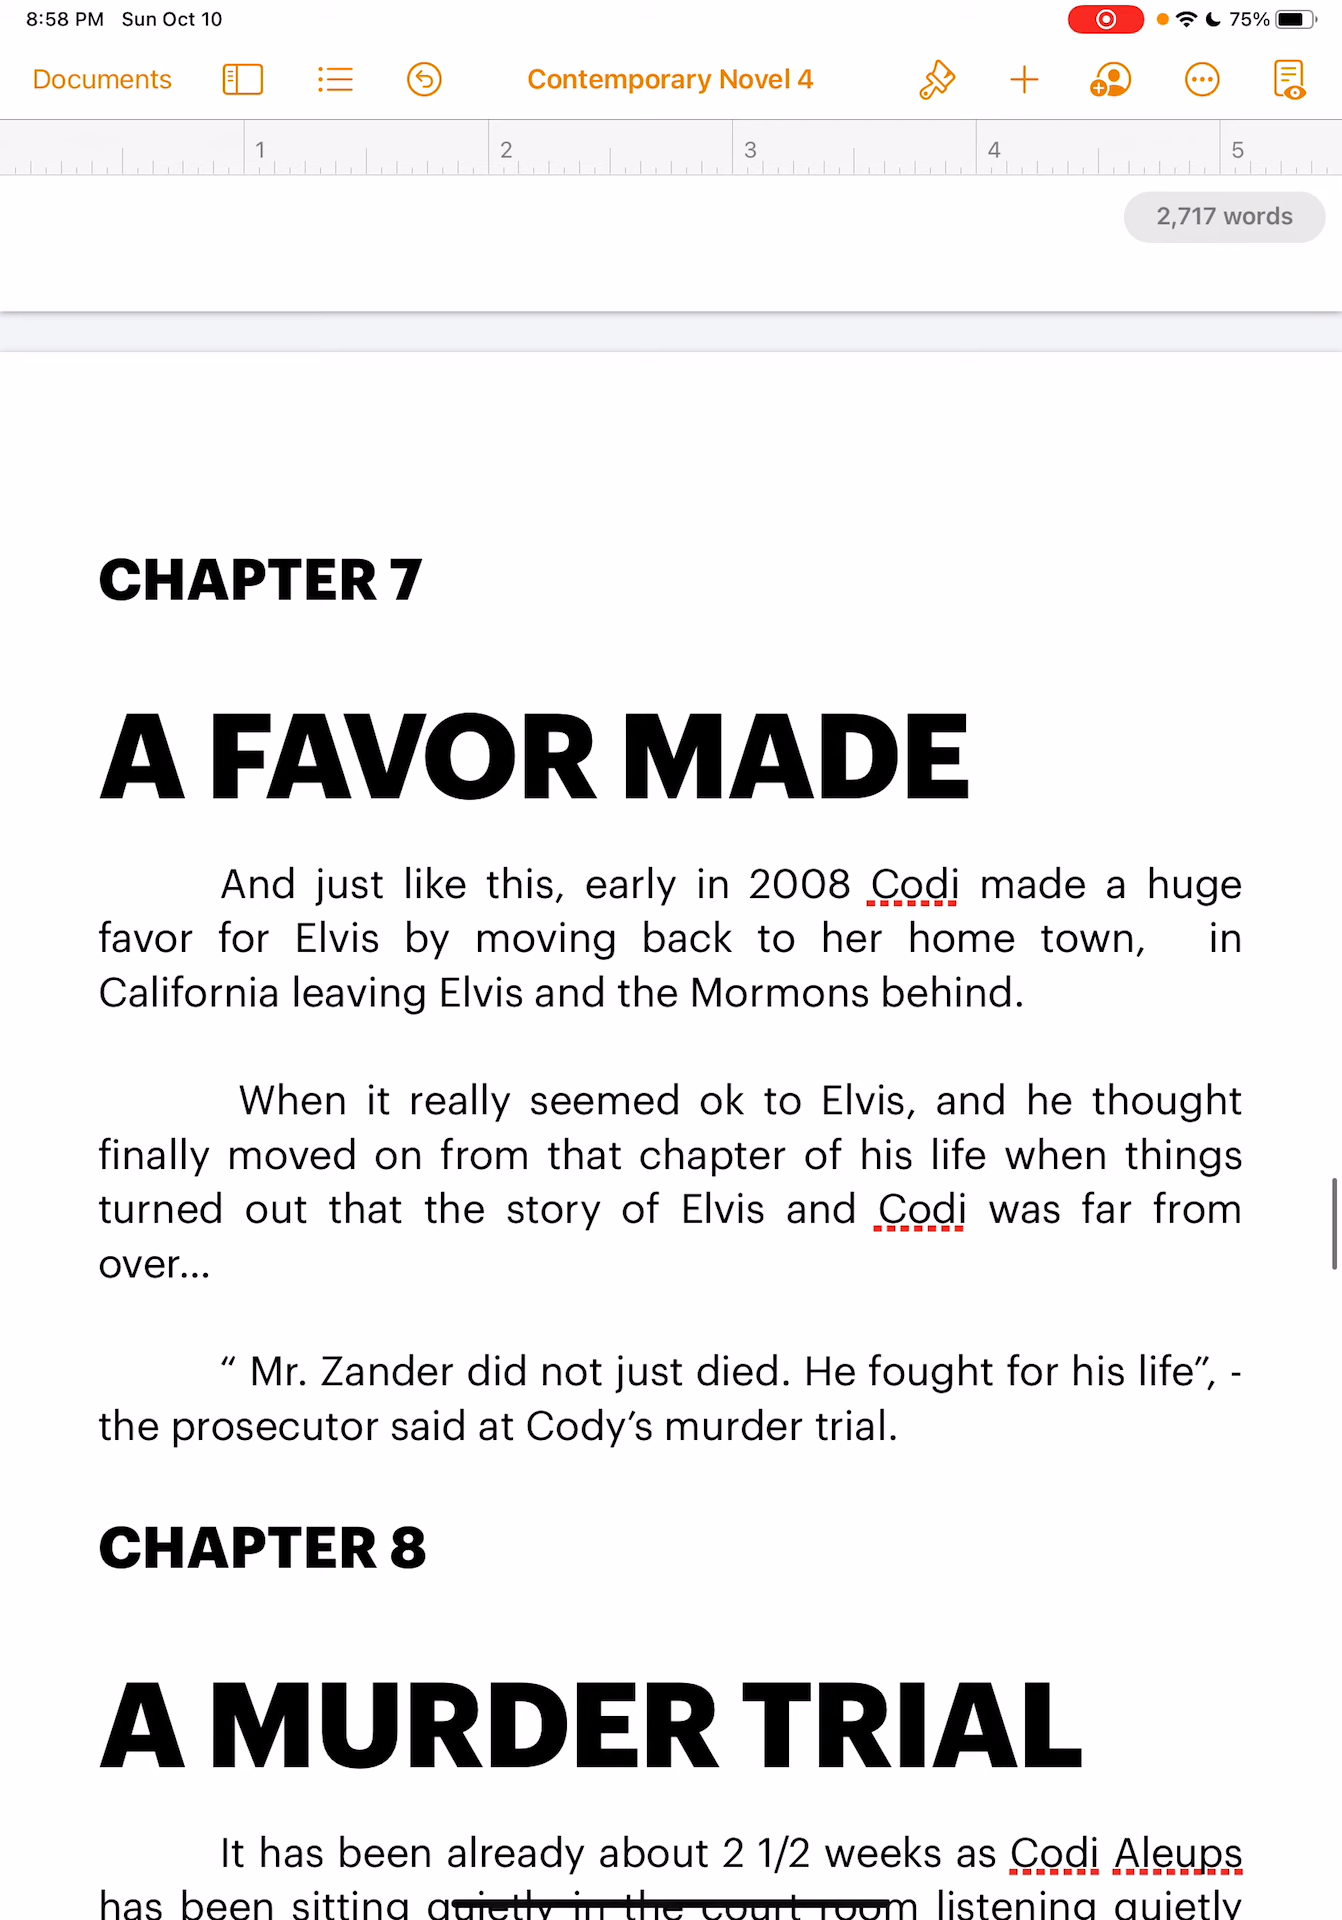 8:58 PM Sun Oct 10 75%
Documents Contemporary Novel 4
1 2 3 4 5
2,717 words
CHAPTER 7
A FAVOR MADE
And just like this, early in 2008 Codi made a huge
favor for Elvis by moving back to her home town, in
California leaving Elvis and the Mormons behind.
When it really seemed ok to Elvis, and he thought
finally moved on from that chapter of his life when things
turned out that the story of Elvis and Codi was far from
over...
“ Mr. Zander did not just died. He fought for his life”, -
the prosecutor said at Cody’s murder trial.
CHAPTER 8
A MURDER TRIAL
It has been already about 2 1/2 weeks as Codi Aleups
has been sitting quietly in the court room listening quietly